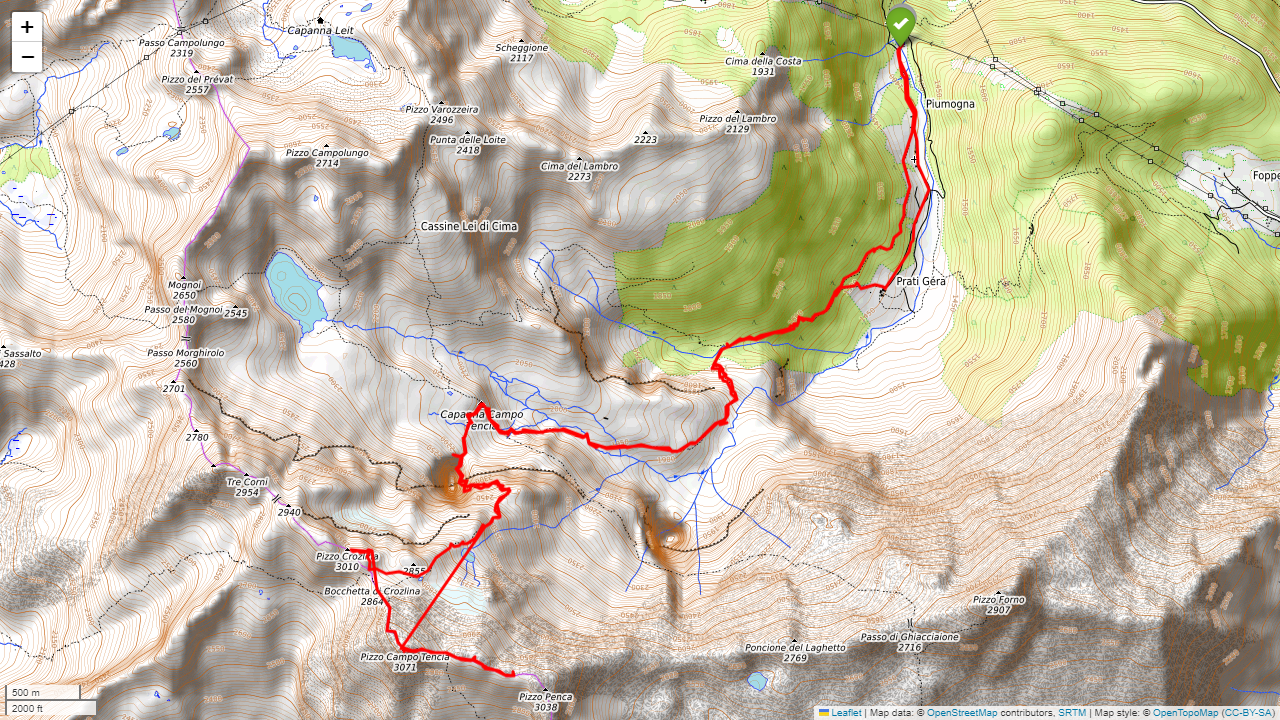 +
−
Capanna Leit
Passo Campolungo
2319
Scheggione
2117
Cima della Costa
1931
Pizzo del Prévat
2557
Piumogna
Pizzo Varozzeira
2496
Pizzo del Lambro
2129
Punta delle Loite
2418
2223
Pizzo Campolungo
2714
Cima del Lambro
2273
Foppe
Cassine Lei di Cima
Mognoi
2650
Prati Géra
Passo del Mognoi
2580
2545
Sassalto
428
Passo Morghirolo
2560
2701
Capanna Campo
Tencia
2780
Tre Corni
2954
2940
Pizzo Crozlina
3010
2855
Bocchetta di Crozlina
2864
Pizzo Forno
2907
Passo di Ghiacciaione
2716
Pizzo Campo Tencia
3071
Poncione del Laghetto
2769
Pizzo Penca
3038
500 m
2000 ft
Leaflet | Map data: © OpenStreetMap contributors, SRTM | Map style: © OpenTopoMap (CC-BY-SA)